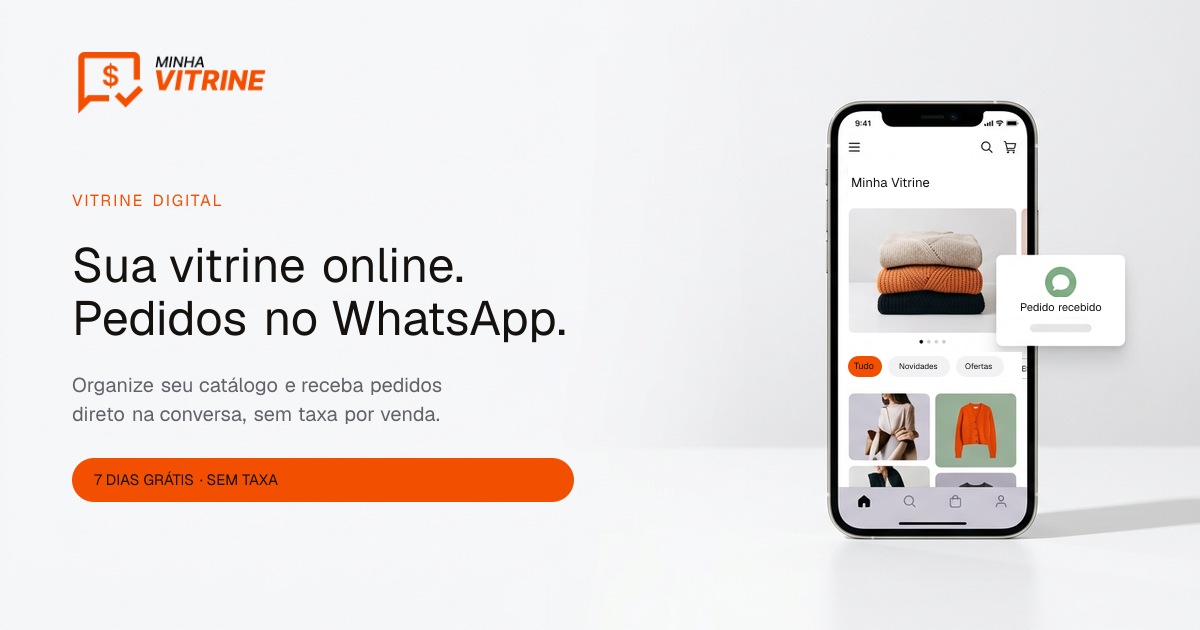 $
MINHA
VITRINE
VITRINE DIGITAL
Sua vitrine online.
Pedidos no WhatsApp.
Organize seu catálogo e receba pedidos
direto na conversa, sem taxa por venda.
7 DIAS GRÁTIS · SEM TAXA
9:41
Minha Vitrine
Pedido recebido
Tudo
Novidades
Ofertas